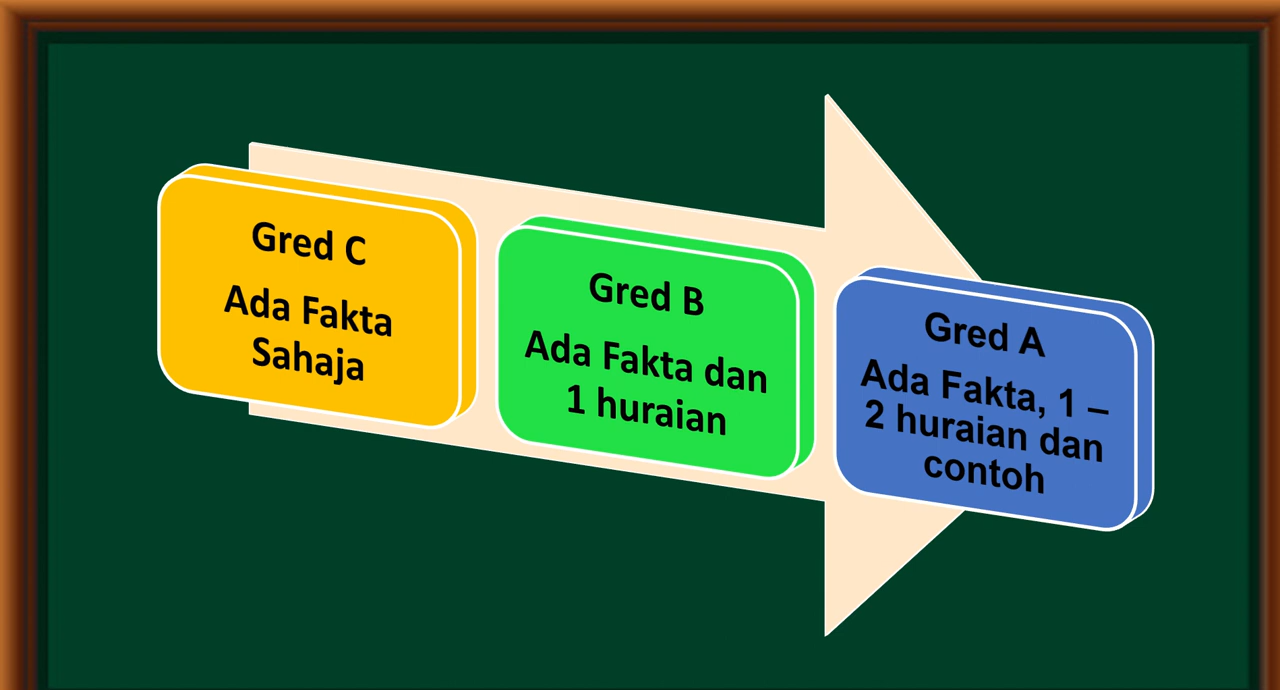 Gred C
Ada Fakta
Sahaja
Gred B
Ada Fakta dan
1 huraian
Gred A
Ada Fakta, 1 –
2 huraian dan
contoh